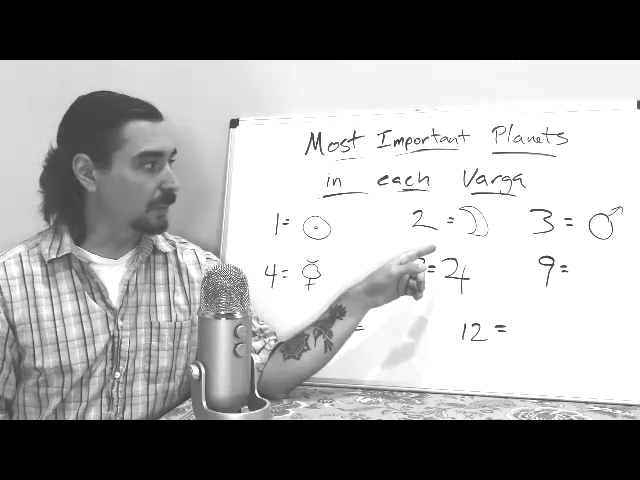 Most Important Planets
in each Varga
1 = ☉ 2 = ☽ 3 = ♂
4 = ☿ = ♃ 9 =
= 12 =